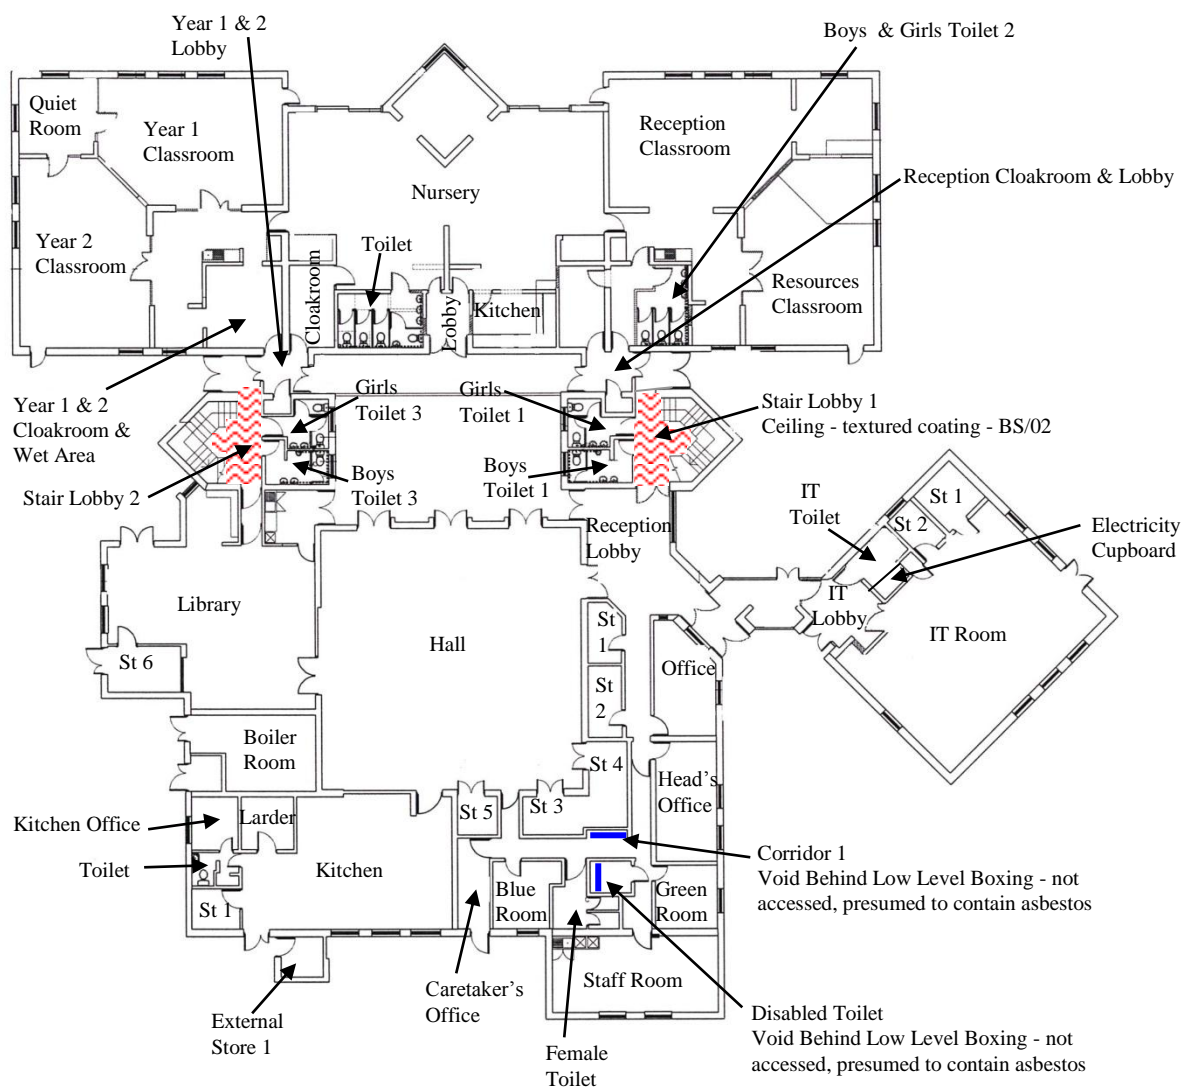 Year 1 & 2
Lobby
Boys & Girls Toilet 2
Quiet
Room
Year 1
Classroom
Reception
Classroom
Nursery
Reception Cloakroom & Lobby
Year 2
Classroom
Toilet
Cloakroom
Lobby
Kitchen
Resources
Classroom
Year 1 & 2
Cloakroom &
Wet Area
Girls
Toilet 3
Girls
Toilet 1
Stair Lobby 1
Ceiling - textured coating - BS/02
Stair Lobby 2
Boys
Toilet 3
Boys
Toilet 1
IT
Toilet
St 1
St 2
Electricity
Cupboard
Reception
Lobby
Library
Hall
St
1
IT
Lobby
IT Room
St 6
St
2
Office
Boiler
Room
St 4
Head's
Office
St 5
St 3
Kitchen Office
Larder
Toilet
Kitchen
Corridor 1
Void Behind Low Level Boxing - not
accessed, presumed to contain asbestos
St 1
Blue
Room
Green
Room
Staff Room
Caretaker's
Office
External
Store 1
Female
Toilet
Disabled Toilet
Void Behind Low Level Boxing - not
accessed, presumed to contain asbestos